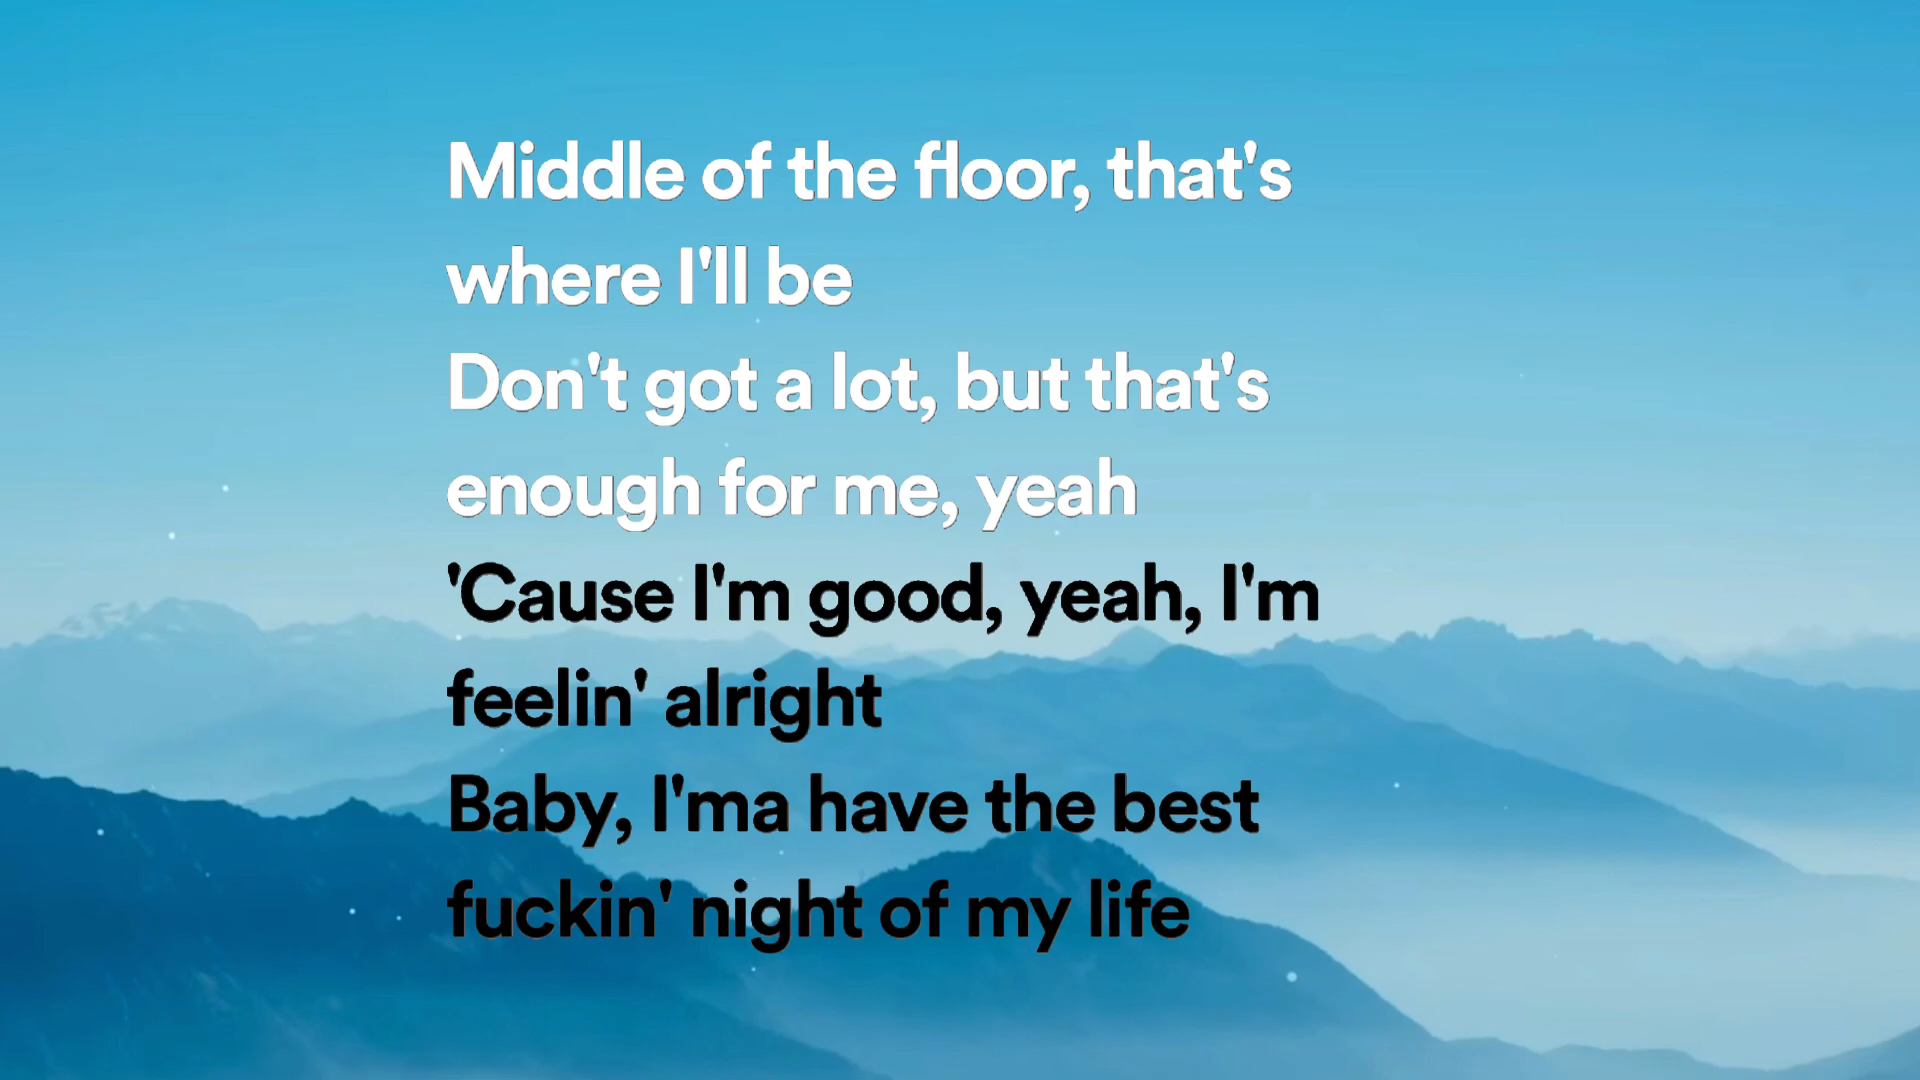 Middle of the floor, that's
where I'll be
Don't got a lot, but that's
enough for me, yeah
'Cause I'm good, yeah, I'm
feelin' alright
Baby, I'ma have the best
fuckin' night of my life